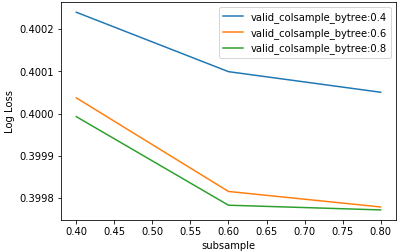 valid_colsample_bytree:0.4
valid_colsample_bytree:0.6
valid_colsample_bytree:0.8
0.4002
0.4001
0.4000
0.3999
0.3998
Log Loss
0.40 0.45 0.50 0.55 0.60 0.65 0.70 0.75 0.80
subsample